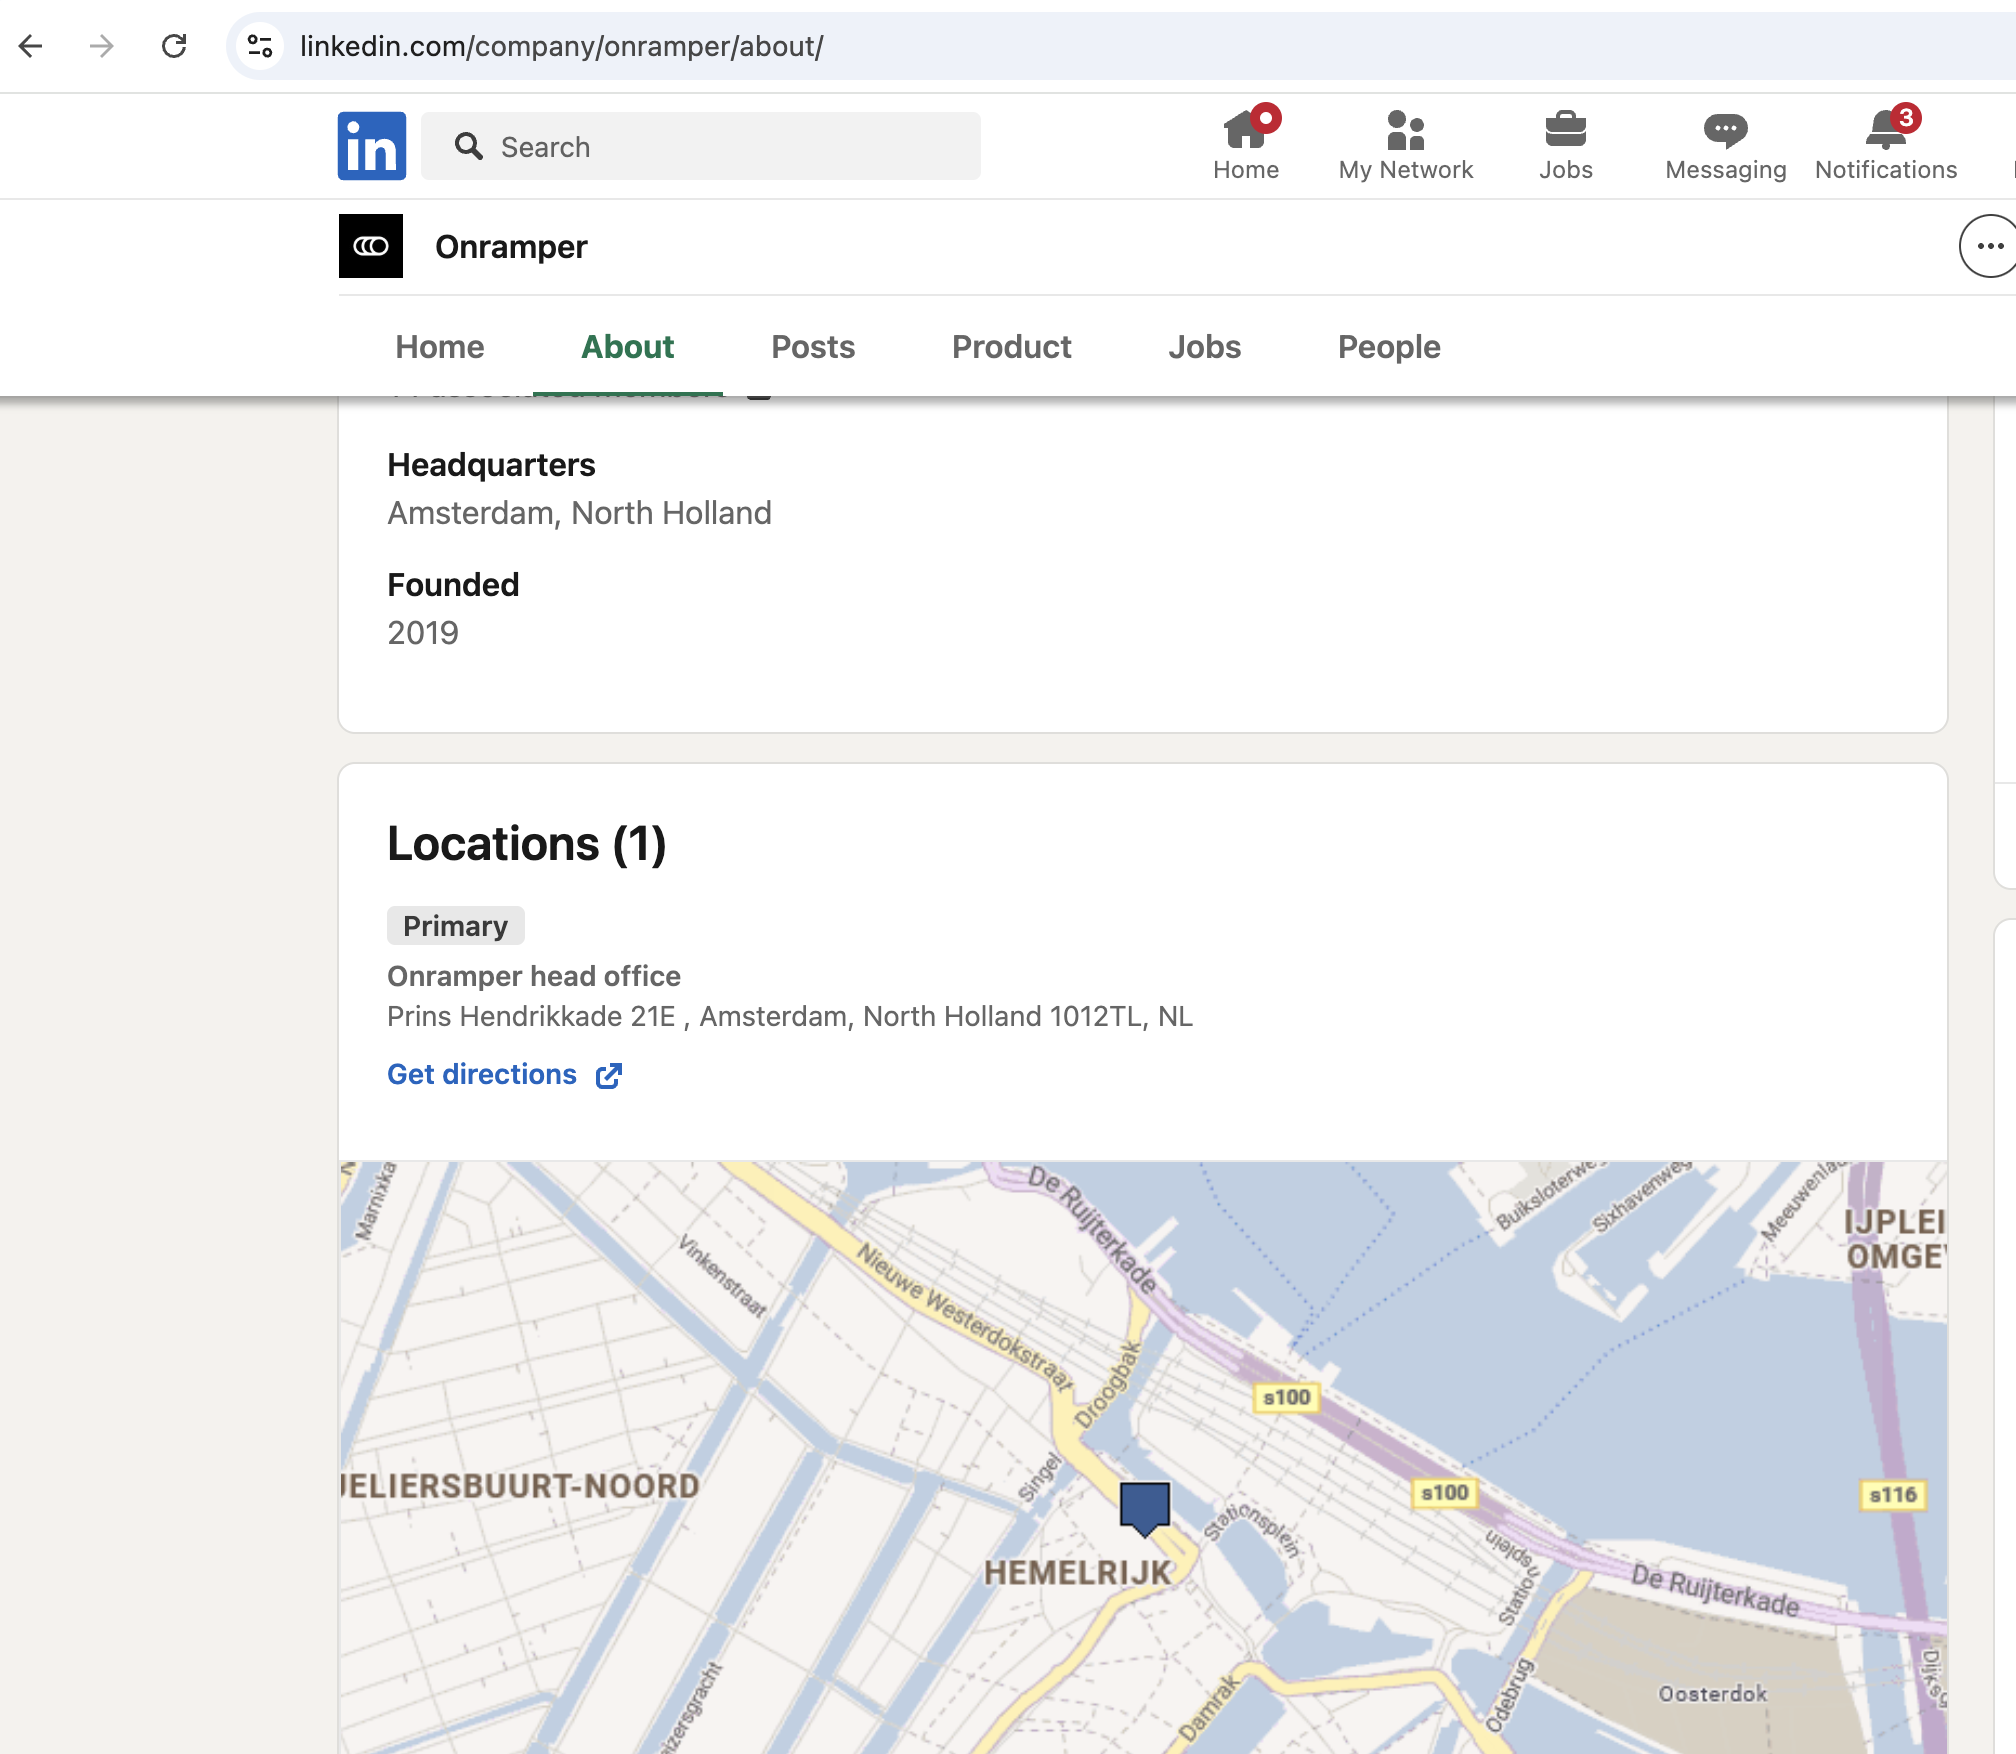 linkedin.com/company/onramper/about/
in
Search
Home
My Network
Jobs
Messaging
3
Notifications
Onramper
Home
About
Posts
Product
Jobs
People
Headquarters
Amsterdam, North Holland
Founded
2019
Locations (1)
Primary
Onramper head office
Prins Hendrikkade 21E , Amsterdam, North Holland 1012TL, NL
Get directions
Marnixka
De Ruijterkade
Buiksloterweg
Sixhavenweg
Meeuwenla
IJPLEI
OMGE
Vinkenstraat
Nieuwe Westerdokstraat
Droogbak
s100
JELIERSBUURT-NOORD
Singel
s100
s116
Stationsplein
HEMELRIJK
Stationsplein
De Ruijterkade
izersgracht
Damrak
Odebrug
Oosterdok
Dijksg